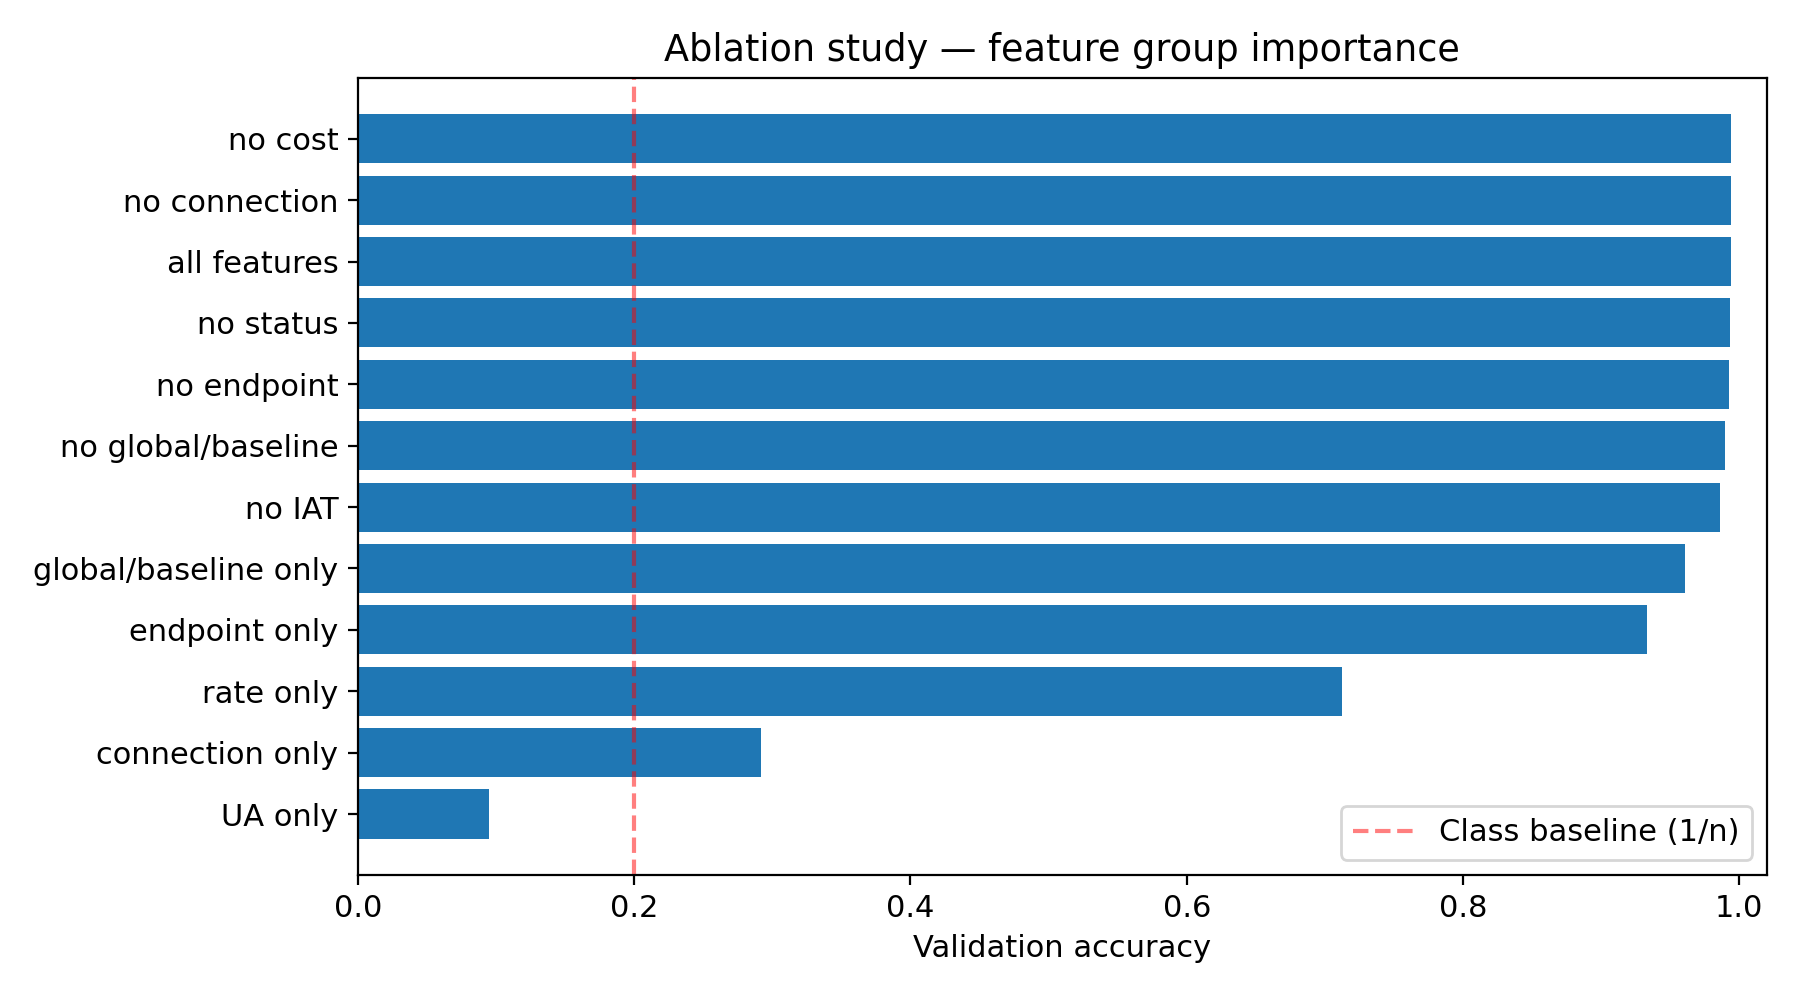 Ablation study — feature group importance
no cost
no connection
all features
no status
no endpoint
no global/baseline
no IAT
global/baseline only
endpoint only
rate only
connection only
UA only
Class baseline (1/n)
0.0 0.2 0.4 0.6 0.8 1.0
Validation accuracy